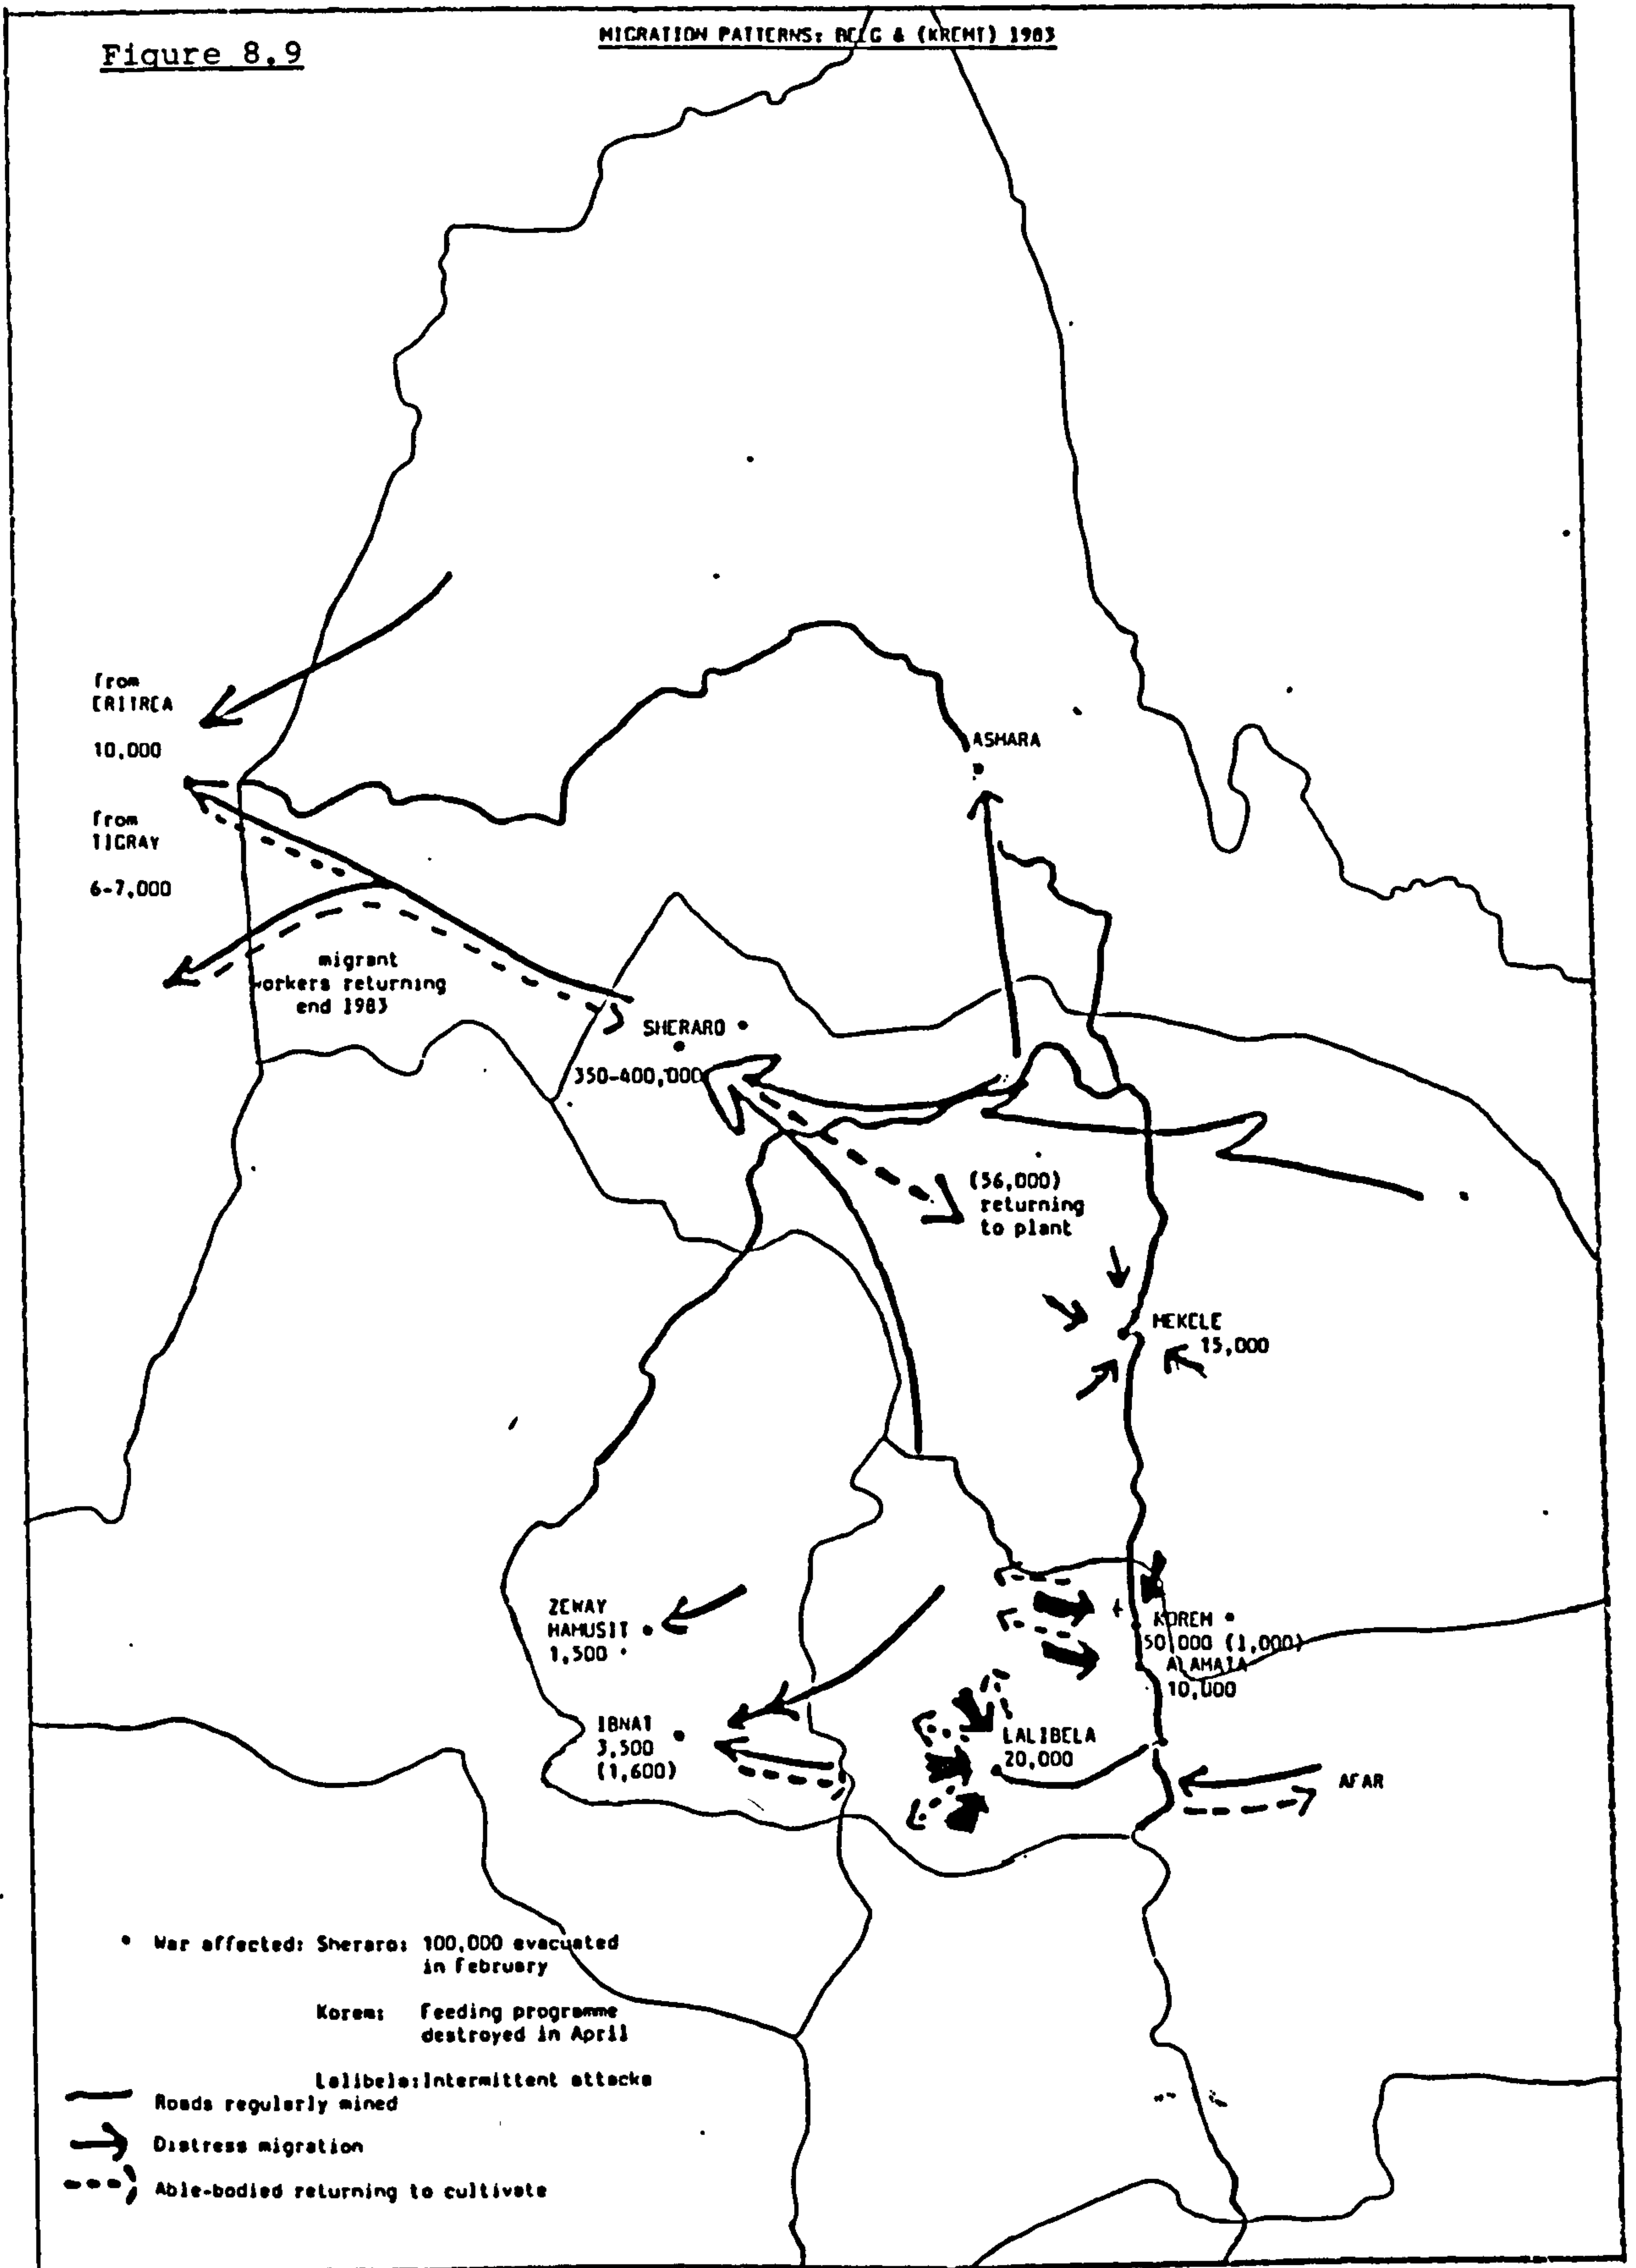 Figure 8.9
MIGRATION PATTERNS: BELG & (KREMT) 1983
from
ERITREA
10,000
from
TIGRAY
6-7,000
migrant
workers returning
end 1983
ASMARA
SHERARO
350-400,000
(56,000)
returning
to plant
MEKELE
15,000
ZEWAY
HAMUSIT
1,500
KOREM
50,000 (1,000)
ALAMATA
10,000
IBNAT
3,500
(1,600)
LALIBELA
20,000
AFAR
War affected: Sheraro: 100,000 evacuated
in February
Korem: Feeding programme
destroyed in April
Lalibela: Intermittent attacks
Roads regularly mined
Distress migration
Able-bodied returning to cultivate